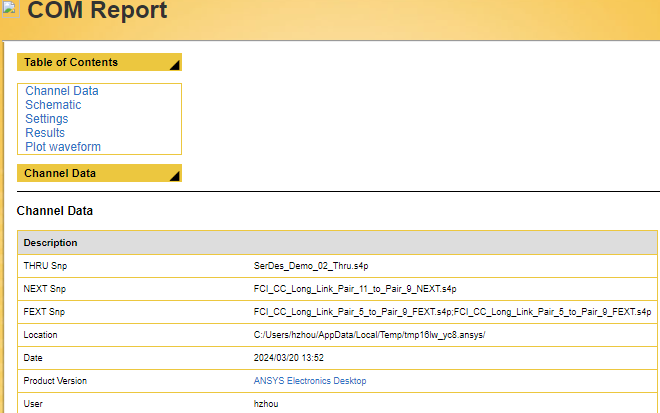 COM Report
Table of Contents
Channel Data
Schematic
Settings
Results
Plot waveform
Channel Data
Channel Data
Description
THRU Snp SerDes_Demo_02_Thru.s4p
NEXT Snp FCI_CC_Long_Link_Pair_11_to_Pair_9_NEXT.s4p
FEXT Snp FCI_CC_Long_Link_Pair_5_to_Pair_9_FEXT.s4p;FCI_CC_Long_Link_Pair_5_to_Pair_9_FEXT.s4p
Location C:/Users/hzhou/AppData/Local/Temp/tmp16lw_yc8.ansys/
Date 2024/03/20 13:52
Product Version ANSYS Electronics Desktop
User hzhou